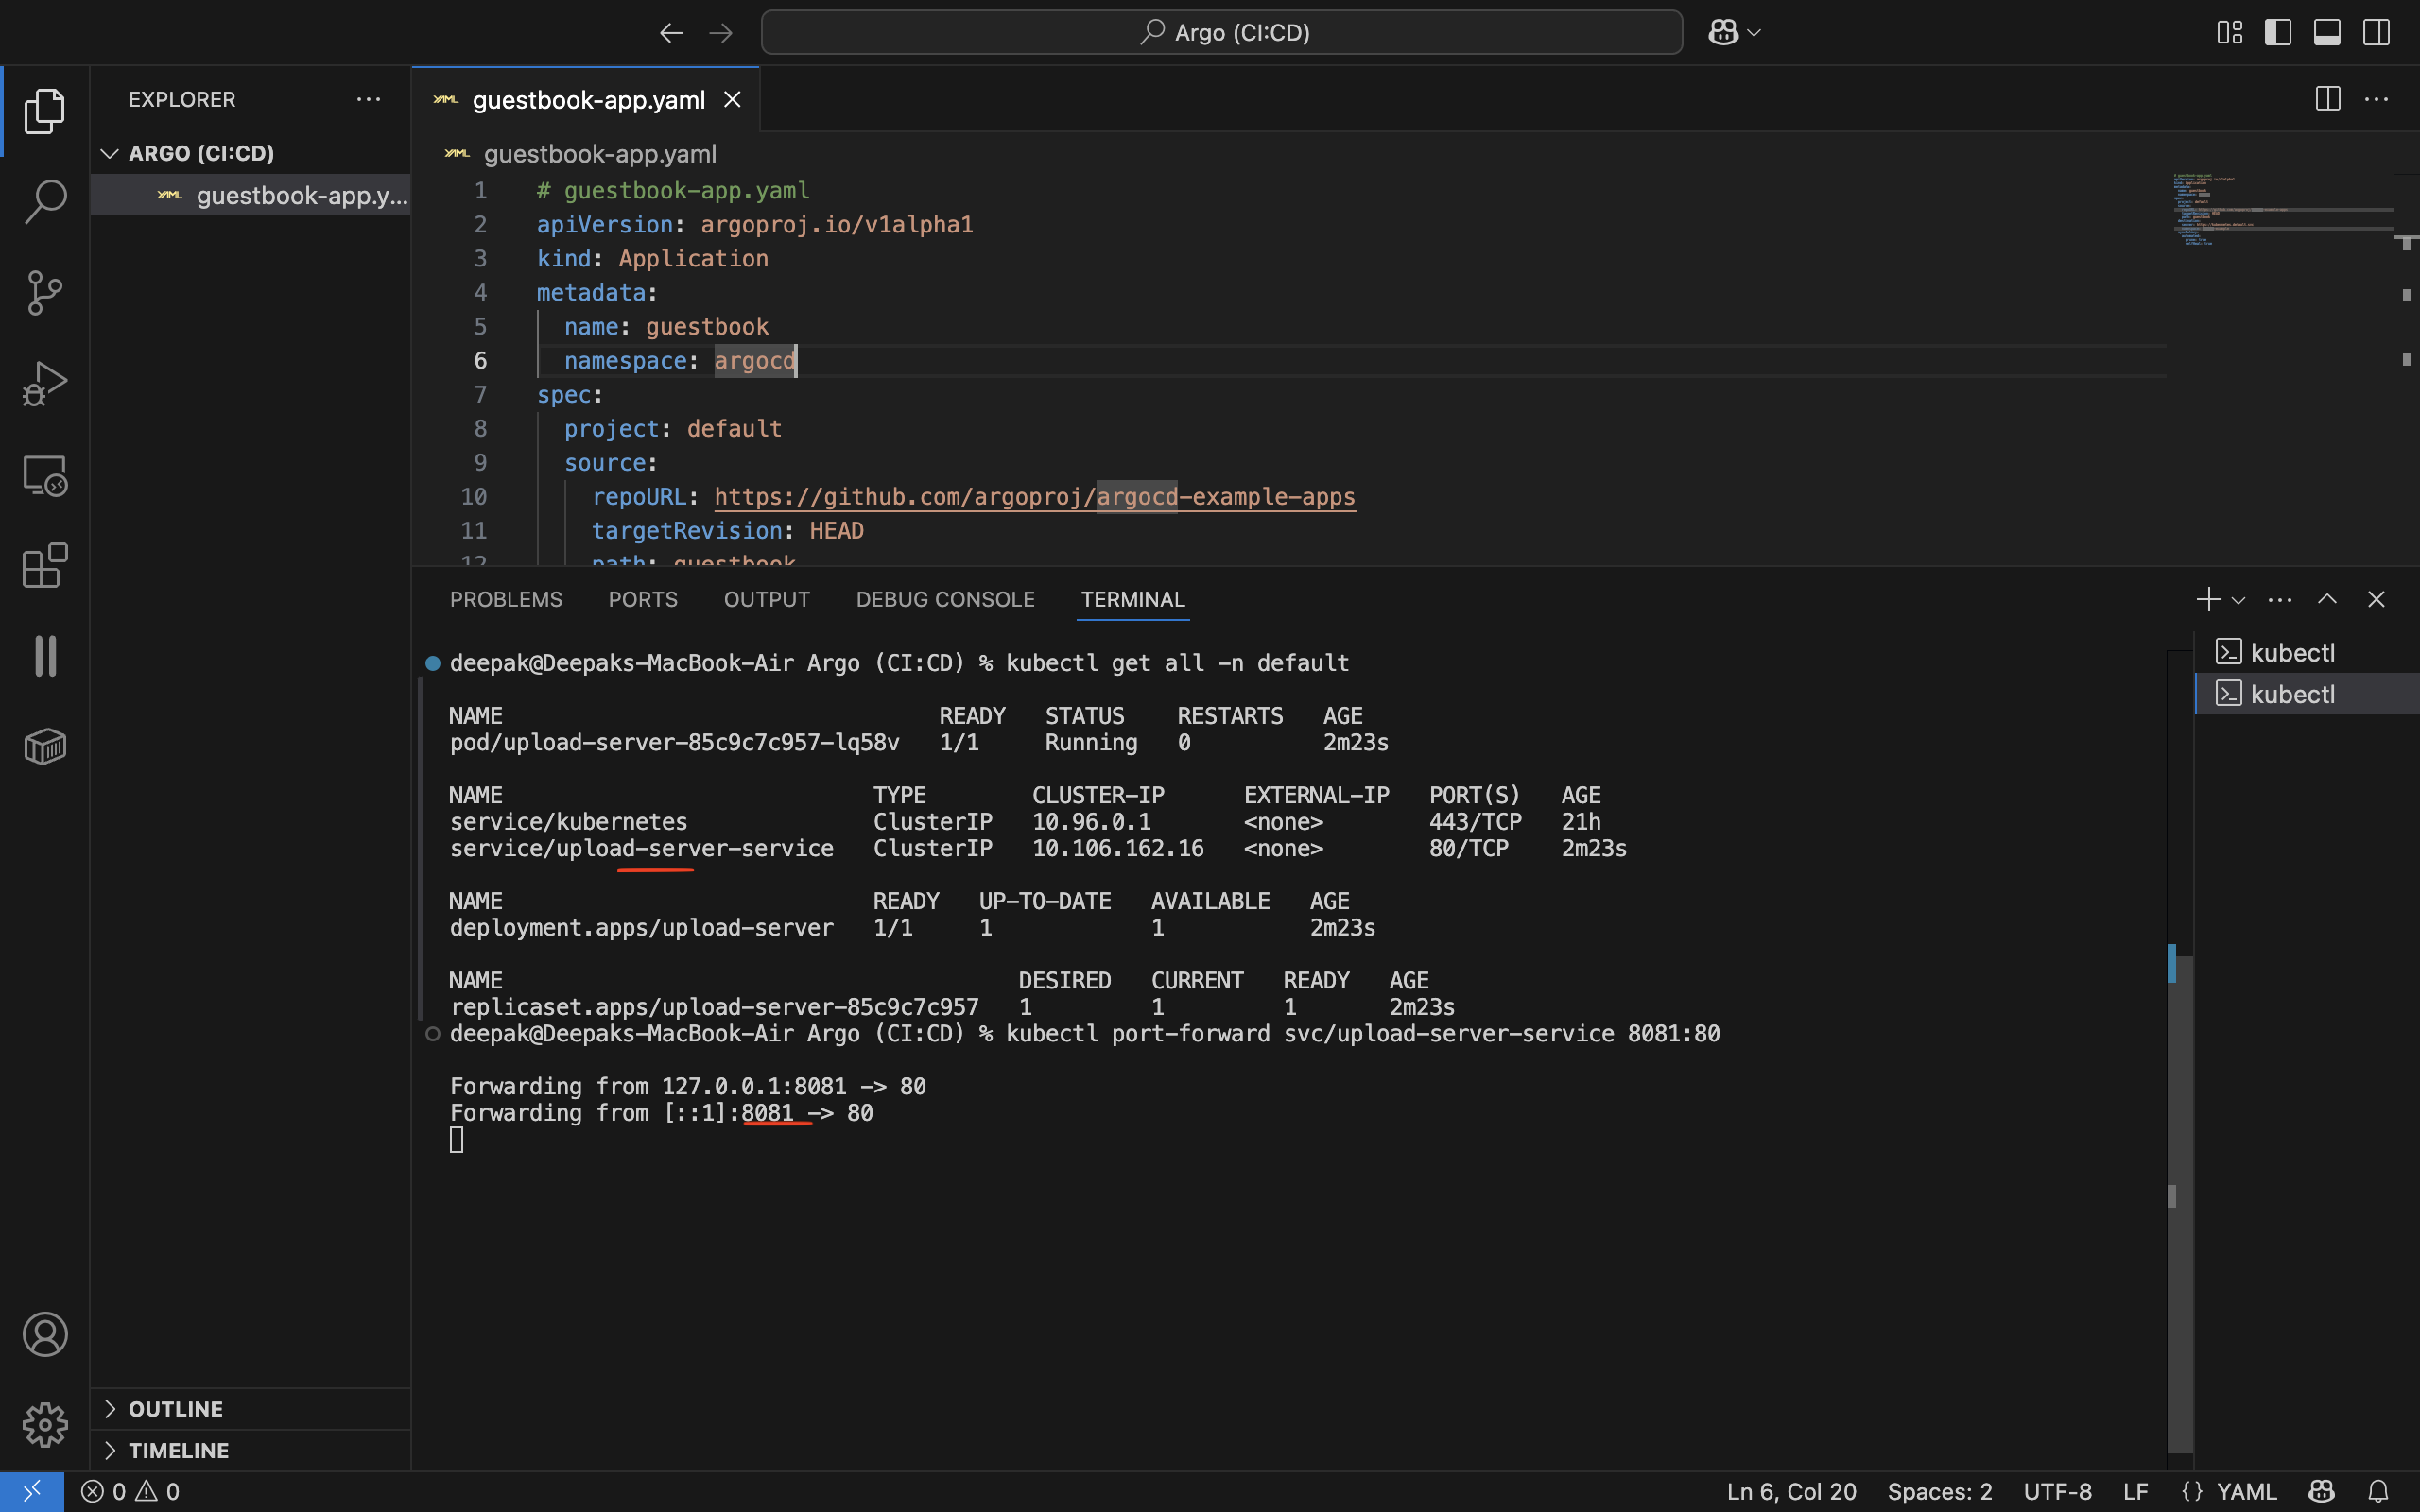 Argo (CI:CD)
EXPLORER
ARGO (CI:CD)
guestbook-app.y...
guestbook-app.yaml
guestbook-app.yaml
1 # guestbook-app.yaml
2 apiVersion: argoproj.io/v1alpha1
3 kind: Application
4 metadata:
5 name: guestbook
6 namespace: argocd
7 spec:
8 project: default
9 source:
10 repoURL: https://github.com/argoproj/argocd-example-apps
11 targetRevision: HEAD
12 path: guestbook
PROBLEMS PORTS OUTPUT DEBUG CONSOLE TERMINAL
deepak@Deepaks-MacBook-Air Argo (CI:CD) % kubectl get all -n default
NAME READY STATUS RESTARTS AGE
pod/upload-server-85c9c7c957-lq58v 1/1 Running 0 2m23s
NAME TYPE CLUSTER-IP EXTERNAL-IP PORT(S) AGE
service/kubernetes ClusterIP 10.96.0.1 <none> 443/TCP 21h
service/upload-server-service ClusterIP 10.106.162.16 <none> 80/TCP 2m23s
NAME READY UP-TO-DATE AVAILABLE AGE
deployment.apps/upload-server 1/1 1 1 2m23s
NAME DESIRED CURRENT READY AGE
replicaset.apps/upload-server-85c9c7c957 1 1 1 2m23s
deepak@Deepaks-MacBook-Air Argo (CI:CD) % kubectl port-forward svc/upload-server-service 8081:80
Forwarding from 127.0.0.1:8081 -> 80
Forwarding from [::1]:8081 -> 80
kubectl
kubectl
OUTLINE
TIMELINE
0 0
Ln 6, Col 20 Spaces: 2 UTF-8 LF {} YAML